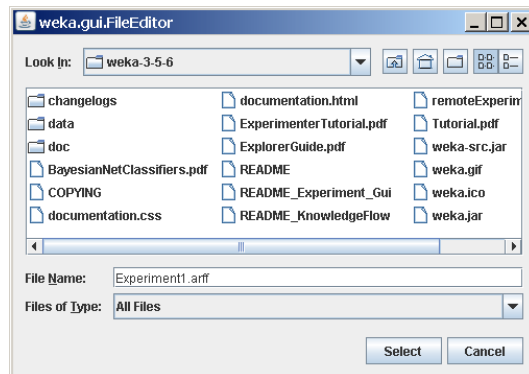 weka.gui.FileEditor
Look In: weka-3-5-6
changelogs
data
doc
BayesianNetClassifiers.pdf
COPYING
documentation.css
documentation.html
ExperimenterTutorial.pdf
ExplorerGuide.pdf
README
README_Experiment_Gui
README_KnowledgeFlow
remoteExperim
Tutorial.pdf
weka-src.jar
weka.gif
weka.ico
weka.jar
File Name: Experiment1.arff
Files of Type: All Files
Select Cancel